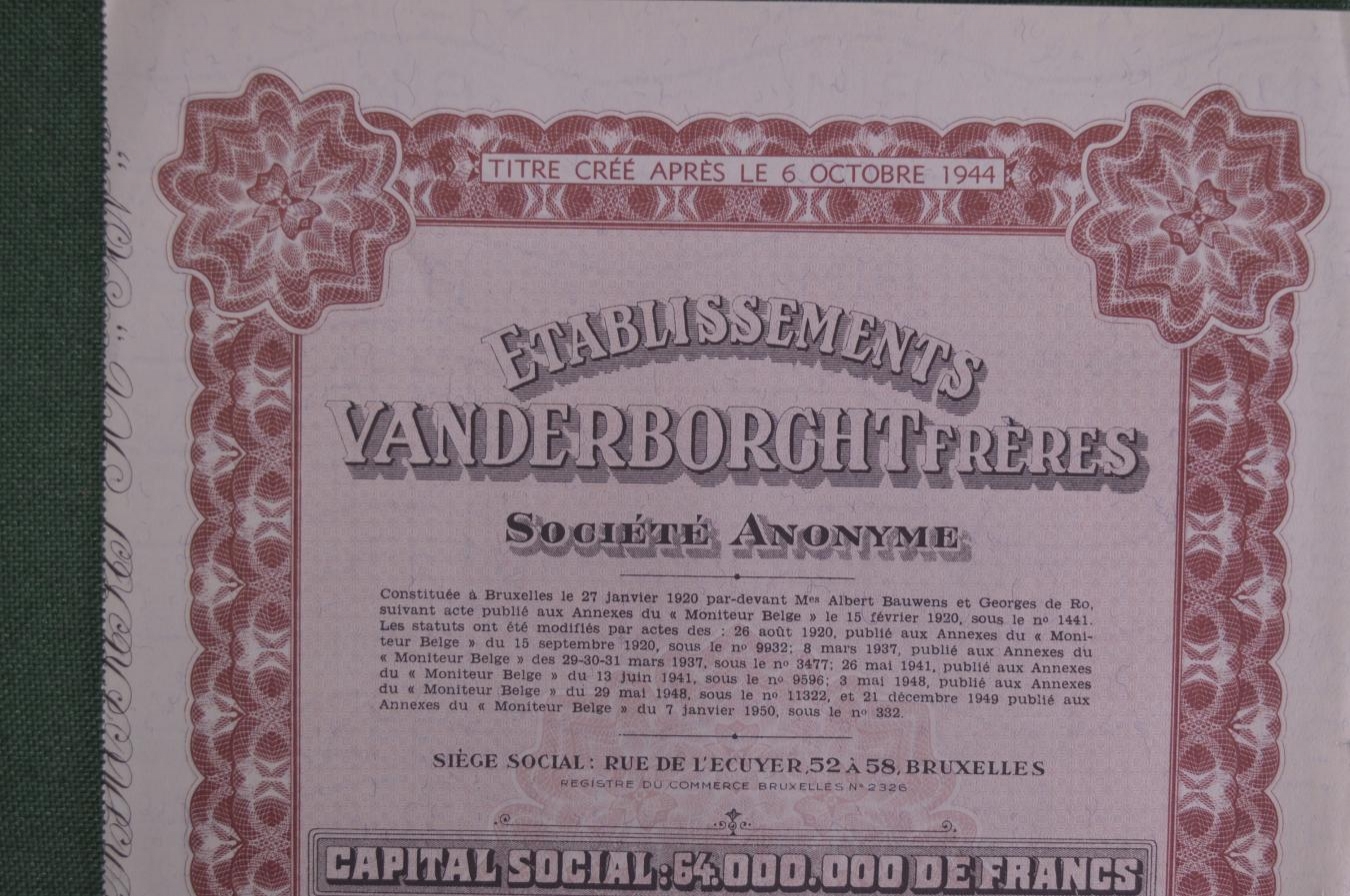 TITRE CRÉÉ APRÈS LE 6 OCTOBRE 1944
ETABLISSEMENTS
VANDERBORGHT FRÈRES
SOCIÉTÉ ANONYME
Constituée à Bruxelles le 27 janvier 1920 par-devant Mes Albert Bauwens et Georges de Ro,
suivant acte publié aux Annexes du « Moniteur Belge » le 15 février 1920, sous le no 1441.
Les statuts ont été modifiés par actes des : 26 août 1920, publié aux Annexes du « Moni-
teur Belge » du 15 septembre 1920, sous le no 9932; 8 mars 1937, publié aux Annexes du
« Moniteur Belge » des 29-30-31 mars 1937, sous le no 3477; 26 mai 1941, publié aux Annexes
du « Moniteur Belge » du 13 juin 1941, sous le no 9596; 3 mai 1948, publié aux Annexes
du « Moniteur Belge » du 29 mai 1948, sous le no 11322, et 21 décembre 1949 publié aux
Annexes du « Moniteur Belge » du 7 janvier 1950, sous le no 332.
SIÈGE SOCIAL: RUE DE L'ECUYER, 52 À 58, BRUXELLES
REGISTRE DU COMMERCE BRUXELLES No 2326
CAPITAL SOCIAL: 64.000.000 DE FRANCS